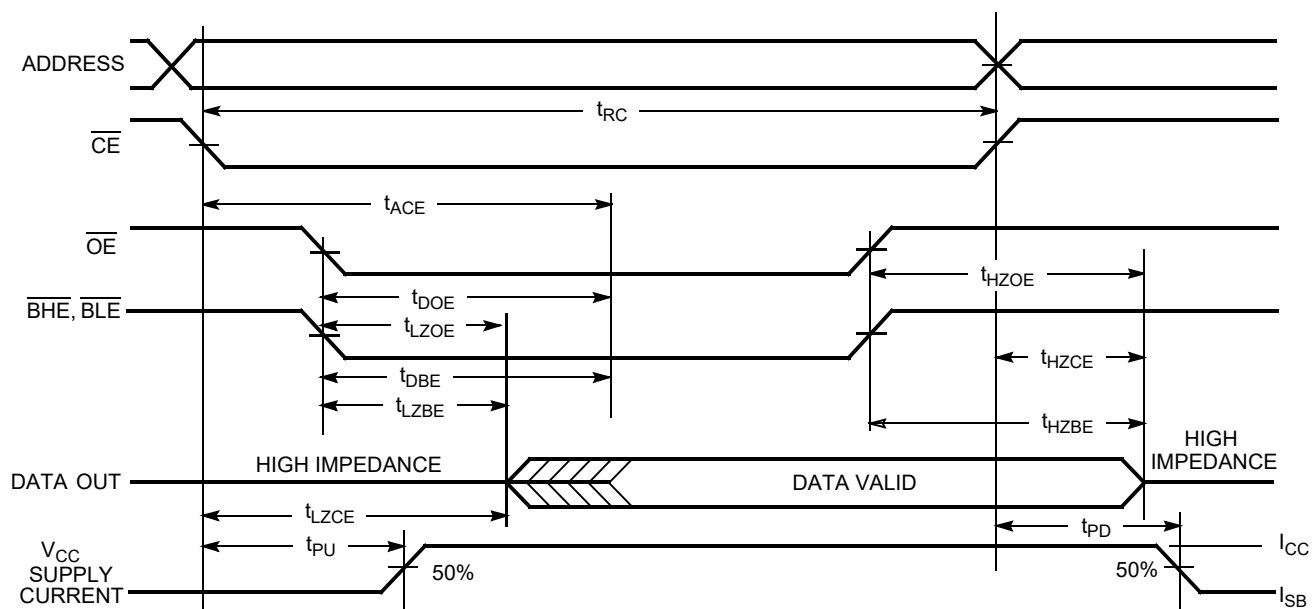 ADDRESS
tRC
CE
tACE
OE
tHZOE
tDOE
BHE, BLE
tLZOE
tHZCE
tDBE
tLZBE
tHZBE
HIGH IMPEDANCE
HIGH
IMPEDANCE
DATA OUT
DATA VALID
tLZCE
tPD
tPU
VCC
SUPPLY
CURRENT
50%
50%
ICC
ISB